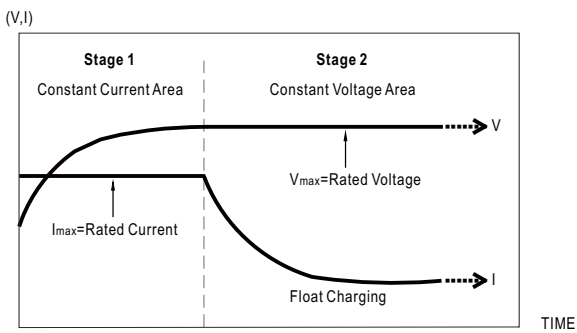 (V,I)
Stage 1
Stage 2
Constant Current Area
Constant Voltage Area
V
Vmax=Rated Voltage
Imax=Rated Current
I
Float Charging
TIME